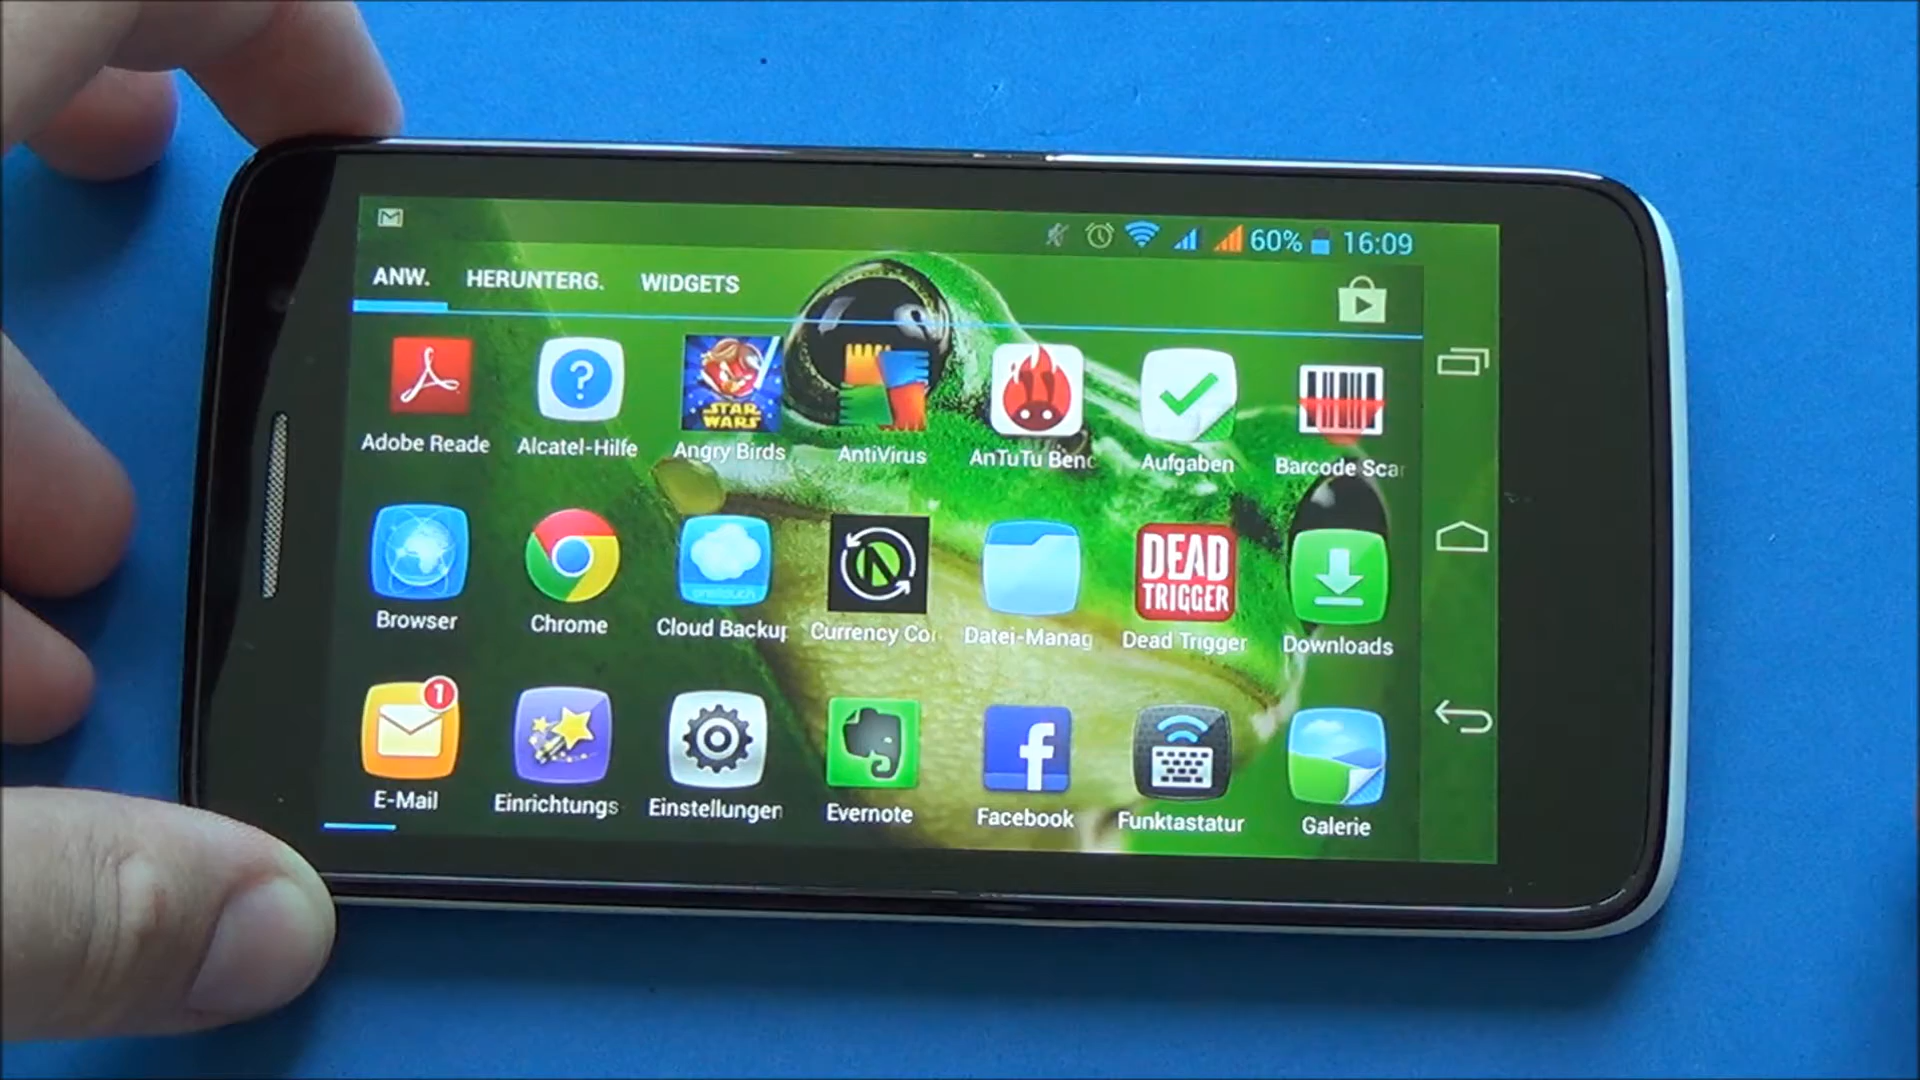 60% 16:09
ANW. HERUNTERG. WIDGETS
STAR
WARS
Adobe Reade Alcatel-Hilfe Angry Birds AntiVirus AnTuTu Benc Aufgaben Barcode Scar
onetouch
DEAD
TRIGGER
Browser Chrome Cloud Backup Currency Cor Datei-Manag Dead Trigger Downloads
1
f
E-Mail Einrichtungs Einstellungen Evernote Facebook Funktastatur Galerie